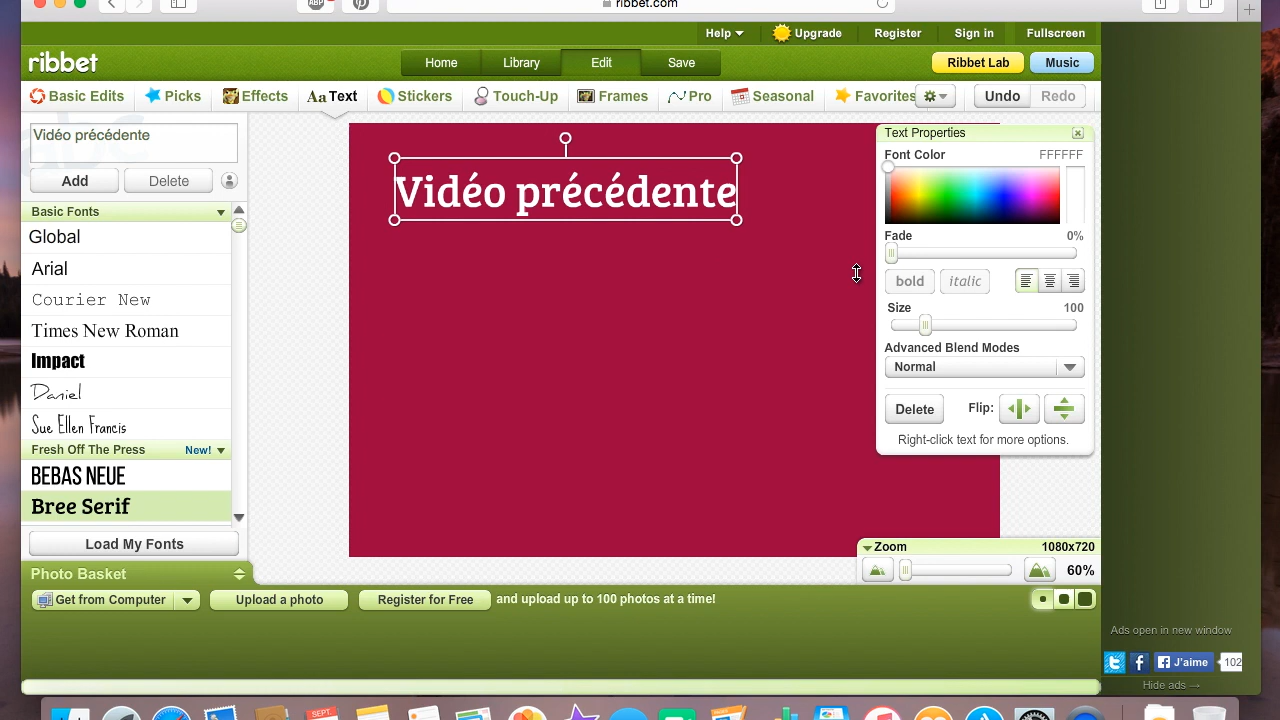 ribbet.com
Help Upgrade Register Sign in Fullscreen
ribbet Home Library Edit Save Ribbet Lab Music
Basic Edits Picks Effects Aa Text Stickers Touch-Up Frames Pro Seasonal Favorites Undo Redo
Vidéo précédente
Add Delete
Basic Fonts
Global
Arial
Courier New
Times New Roman
Impact
Daniel
Sue Ellen Francis
Fresh Off The Press New!
BEBAS NEUE
Bree Serif
Load My Fonts
Vidéo précédente
Text Properties
Font Color FFFFFF
Fade 0%
bold italic
Size 100
Advanced Blend Modes
Normal
Delete Flip:
Right-click text for more options.
Zoom 1080x720
60%
Photo Basket
Get from Computer Upload a photo Register for Free and upload up to 100 photos at a time!
Ads open in new window
J'aime 102
Hide ads →
ABP
SEPT.